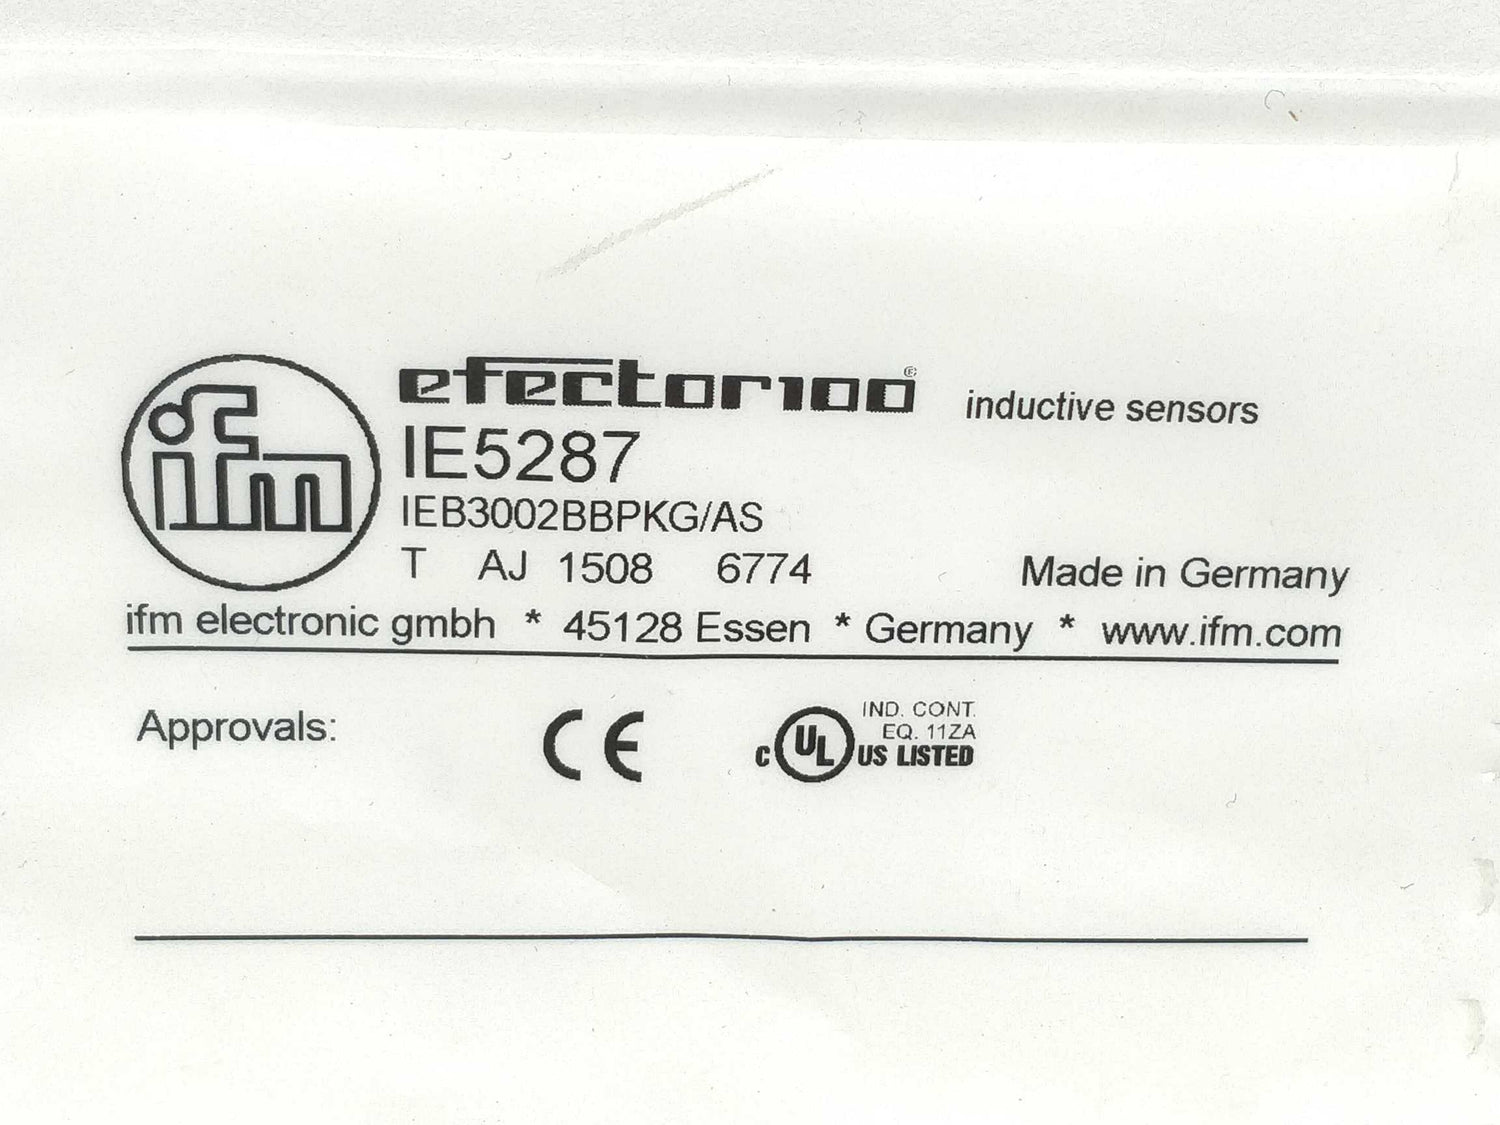 ifm
efector100®
inductive sensors
IE5287
IEB3002BBPKG/AS
T AJ 1508 6774
Made in Germany
ifm electronic gmbh * 45128 Essen * Germany * www.ifm.com
Approvals:
CE
IND. CONT.
EQ. 11ZA
C UL US LISTED